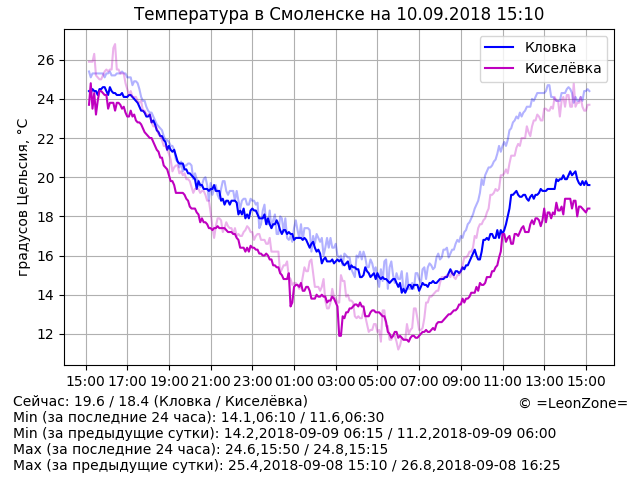 Температура в Смоленске на 10.09.2018 15:10
Кловка
Киселёвка
градусов Цельсия, °C
26
24
22
20
18
16
14
12
15:00 17:00 19:00 21:00 23:00 01:00 03:00 05:00 07:00 09:00 11:00 13:00 15:00
Сейчас: 19.6 / 18.4 (Кловка / Киселёвка)
© =LeonZone=
Min (за последние 24 часа): 14.1,06:10 / 11.6,06:30
Min (за предыдущие сутки): 14.2,2018-09-09 06:15 / 11.2,2018-09-09 06:00
Max (за последние 24 часа): 24.6,15:50 / 24.8,15:15
Max (за предыдущие сутки): 25.4,2018-09-08 15:10 / 26.8,2018-09-08 16:25